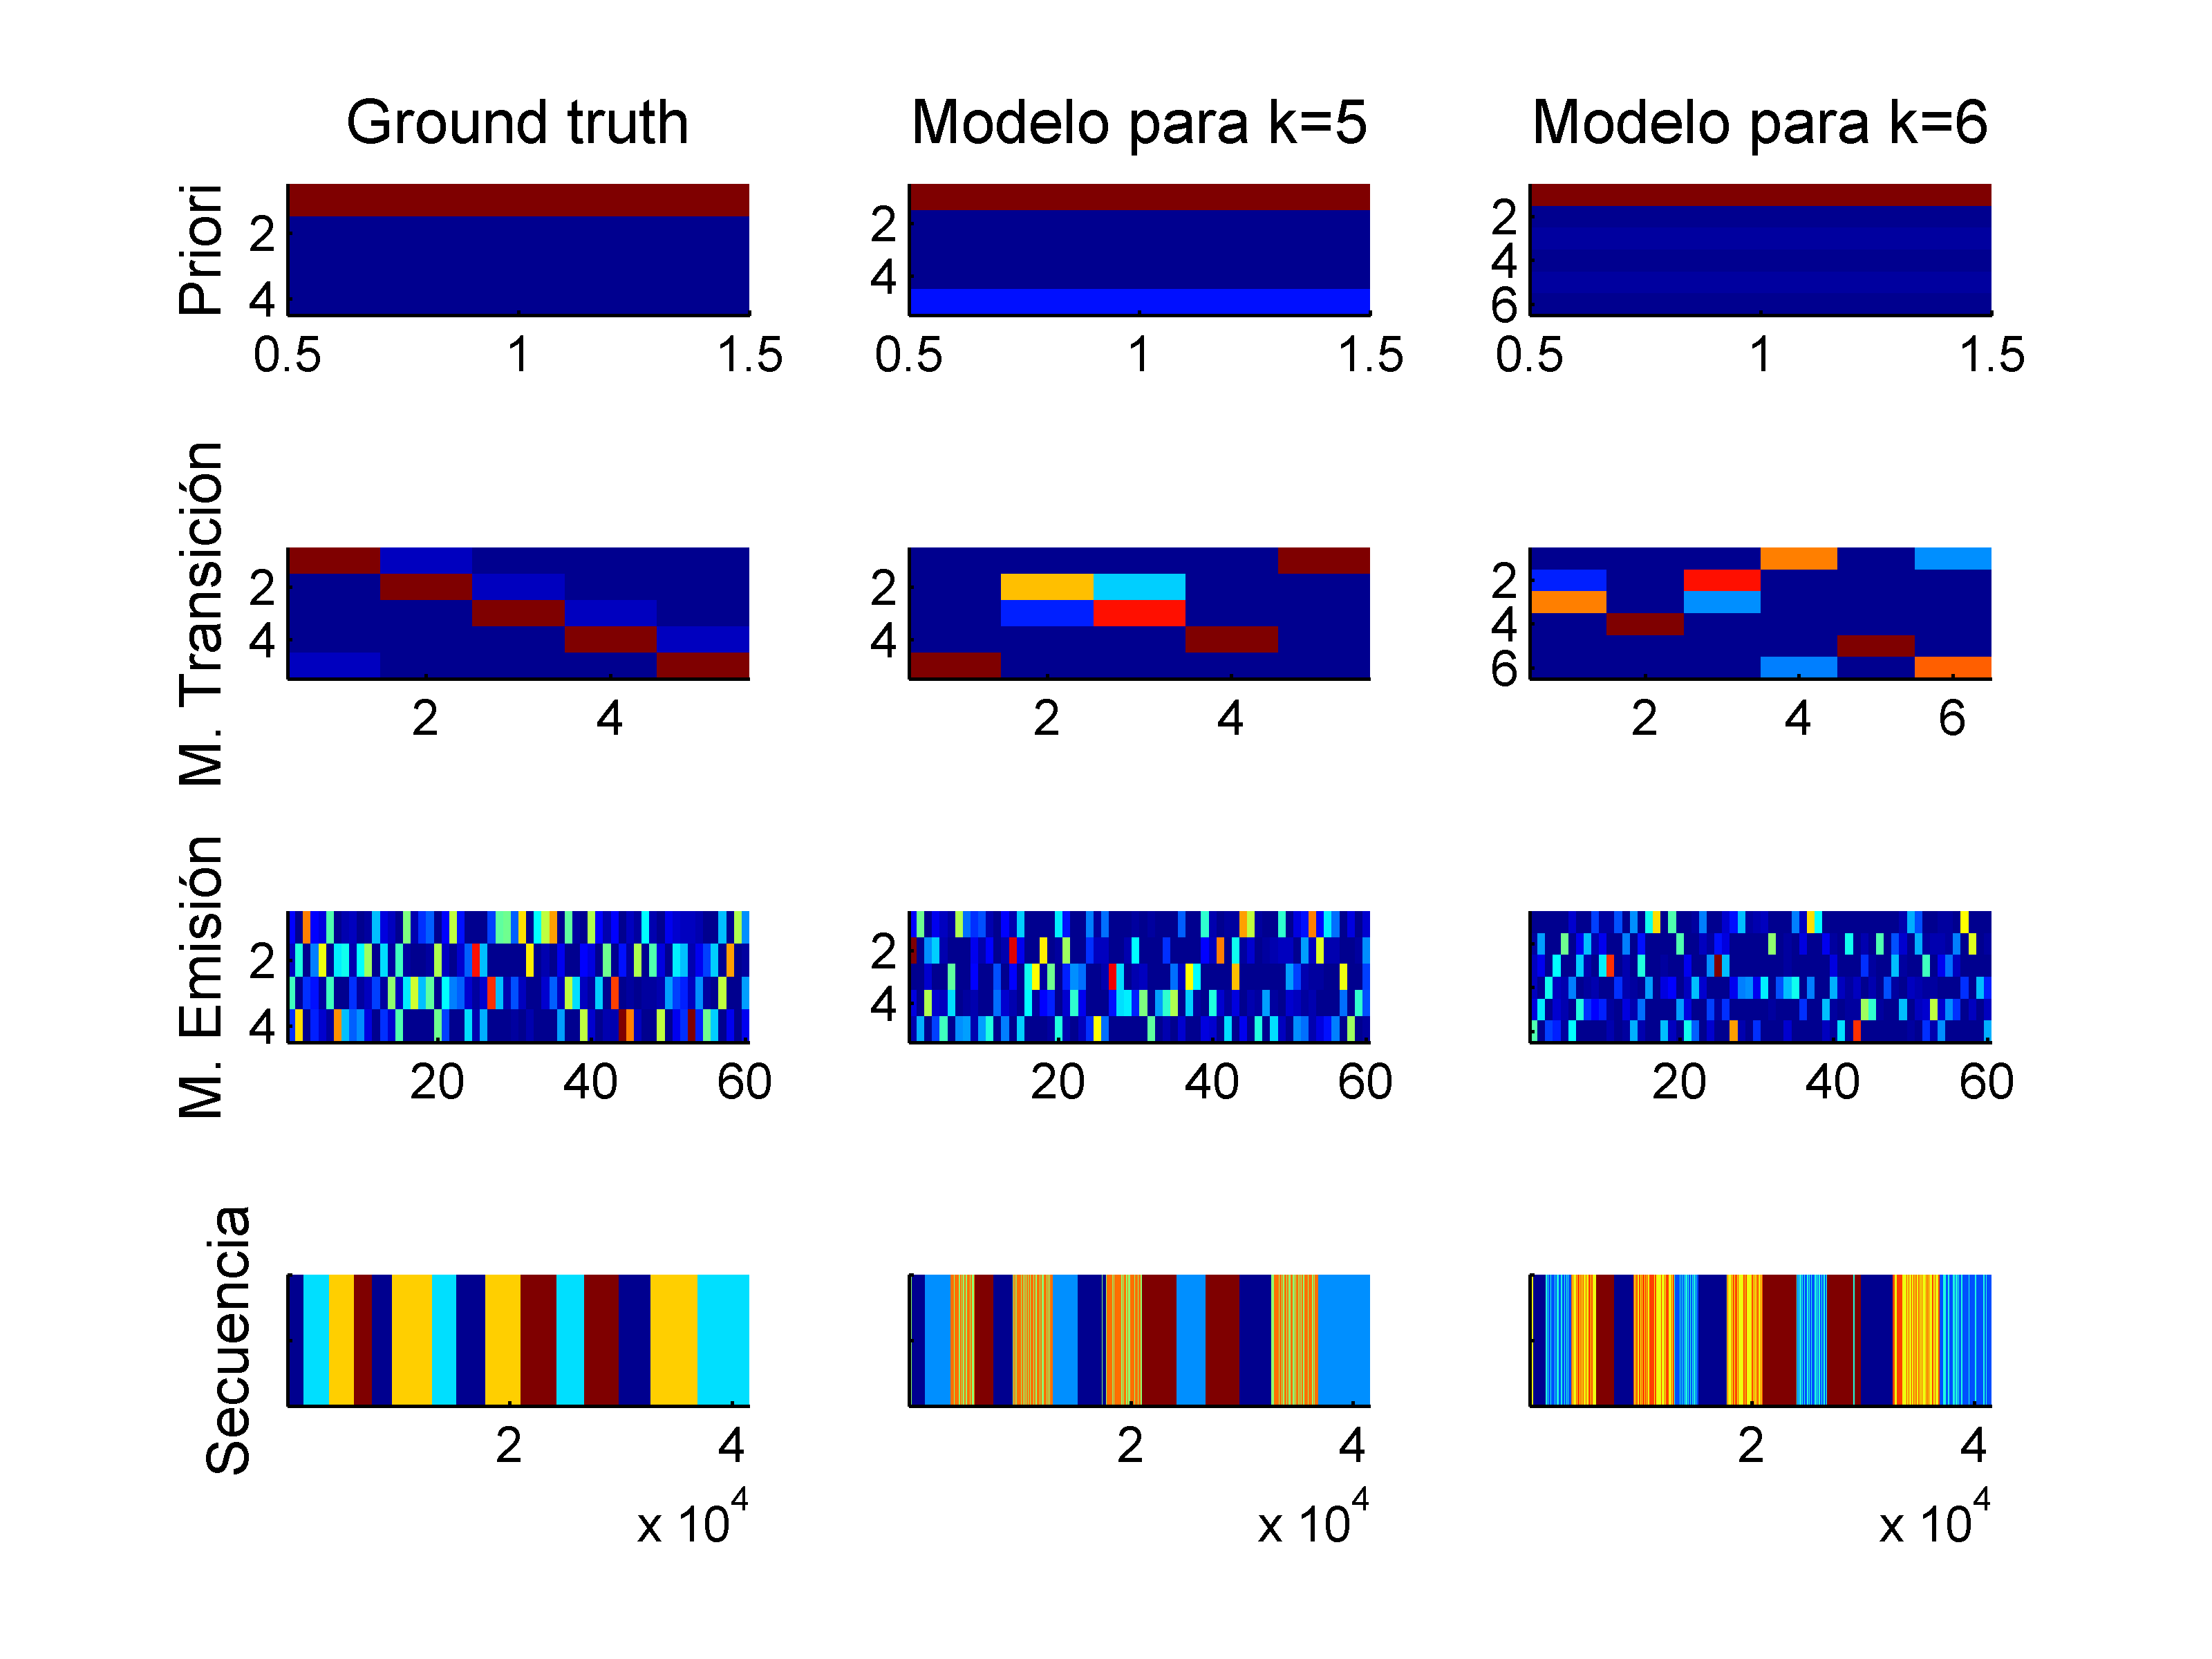 Ground truth Modelo para k=5 Modelo para k=6
Priori
2 2 2
4 4 4
6
0.5 1 1.5 0.5 1 1.5 0.5 1 1.5
M. Transición
2 2 2
4 4 4
6
2 4 2 4 2 4 6
M. Emisión
2 2
4 4
20 40 60 20 40 60 20 40 60
Secuencia
2 4 2 4 2 4
x 10^4 x 10^4 x 10^4